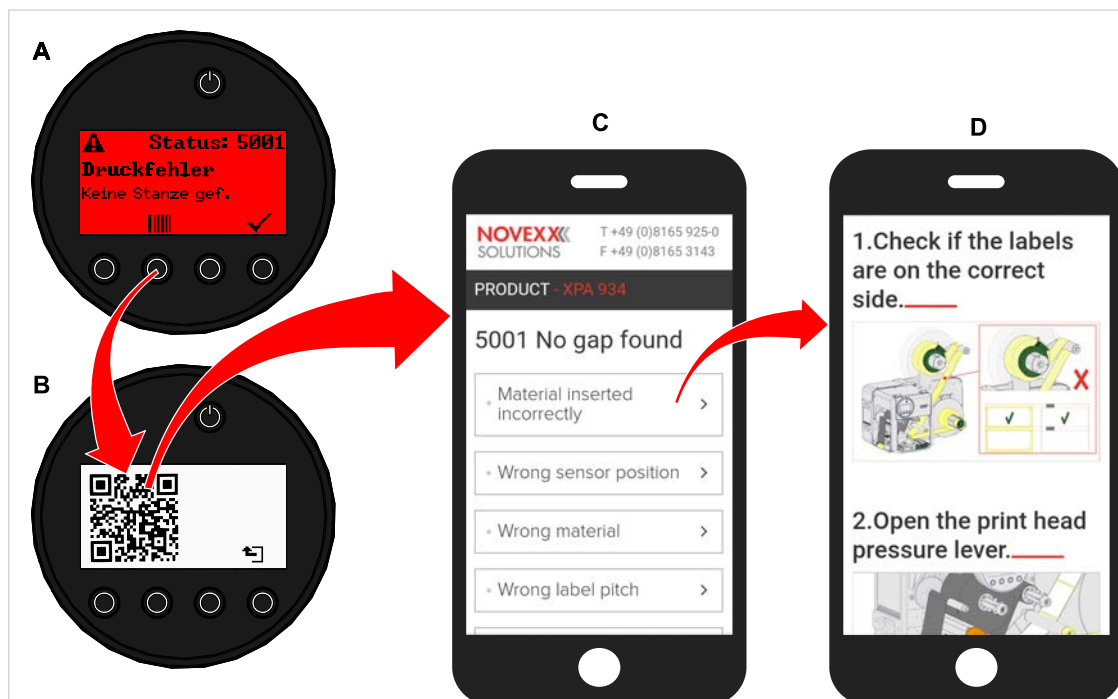 A
Status: 5001
Druckfehler
Keine Stanze gef.
B
C
NOVEXX
SOLUTIONS
T +49 (0)8165 925-0
F +49 (0)8165 3143
PRODUCT - XPA 934
5001 No gap found
Material inserted
incorrectly
Wrong sensor position
Wrong material
Wrong label pitch
D
1.Check if the labels
are on the correct
side.
X
2.Open the print head
pressure lever.